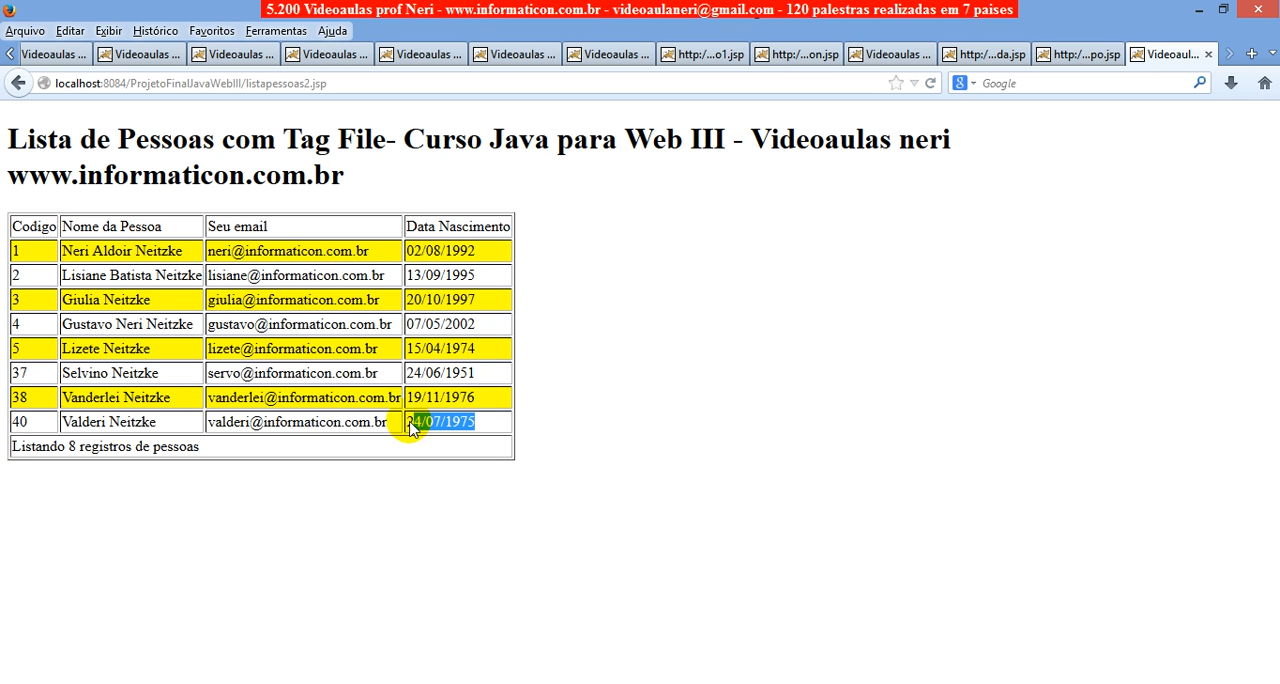 5.200 Videoaulas prof Neri - www.informaticon.com.br - videoaulaneri@gmail.com - 120 palestras realizadas em 7 paises
Arquivo Editar Exibir Histórico Favoritos Ferramentas Ajuda
Videoaulas ... Videoaulas ... Videoaulas ... Videoaulas ... Videoaulas ... Videoaulas ... Videoaulas ... http:/...o1.jsp http:/...on.jsp Videoaulas ... http:/...da.jsp http:/...po.jsp Videoaul...
localhost:8084/ProjetoFinalJavaWebIII/listapessoas2.jsp Google
Lista de Pessoas com Tag File- Curso Java para Web III - Videoaulas neri
www.informaticon.com.br
Codigo Nome da Pessoa Seu email Data Nascimento
1 Neri Aldoir Neitzke neri@informaticon.com.br 02/08/1992
2 Lisiane Batista Neitzke lisiane@informaticon.com.br 13/09/1995
3 Giulia Neitzke giulia@informaticon.com.br 20/10/1997
4 Gustavo Neri Neitzke gustavo@informaticon.com.br 07/05/2002
5 Lizete Neitzke lizete@informaticon.com.br 15/04/1974
37 Selvino Neitzke servo@informaticon.com.br 24/06/1951
38 Vanderlei Neitzke vanderlei@informaticon.com.br 19/11/1976
40 Valderi Neitzke valderi@informaticon.com.br 24/07/1975
Listando 8 registros de pessoas